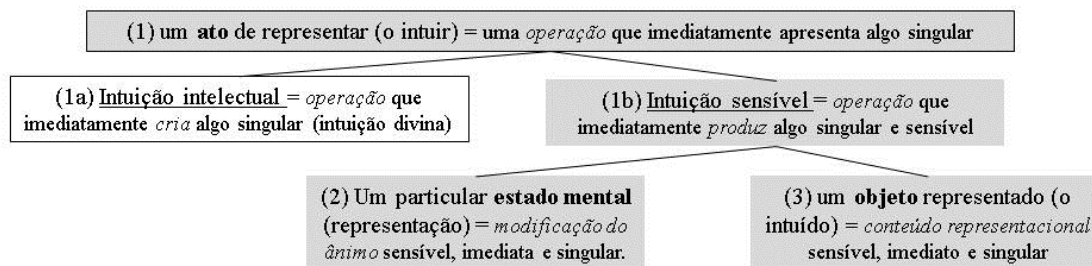 (1) um ato de representar (o intuir) = uma operação que imediatamente apresenta algo singular
(1a) Intuição intelectual = operação que
imediatamente cria algo singular (intuição divina)
(1b) Intuição sensível = operação que
imediatamente produz algo singular e sensível
(2) Um particular estado mental
(representação) = modificação do
ânimo sensível, imediata e singular.
(3) um objeto representado (o
intuído) = conteúdo representacional
sensível, imediato e singular